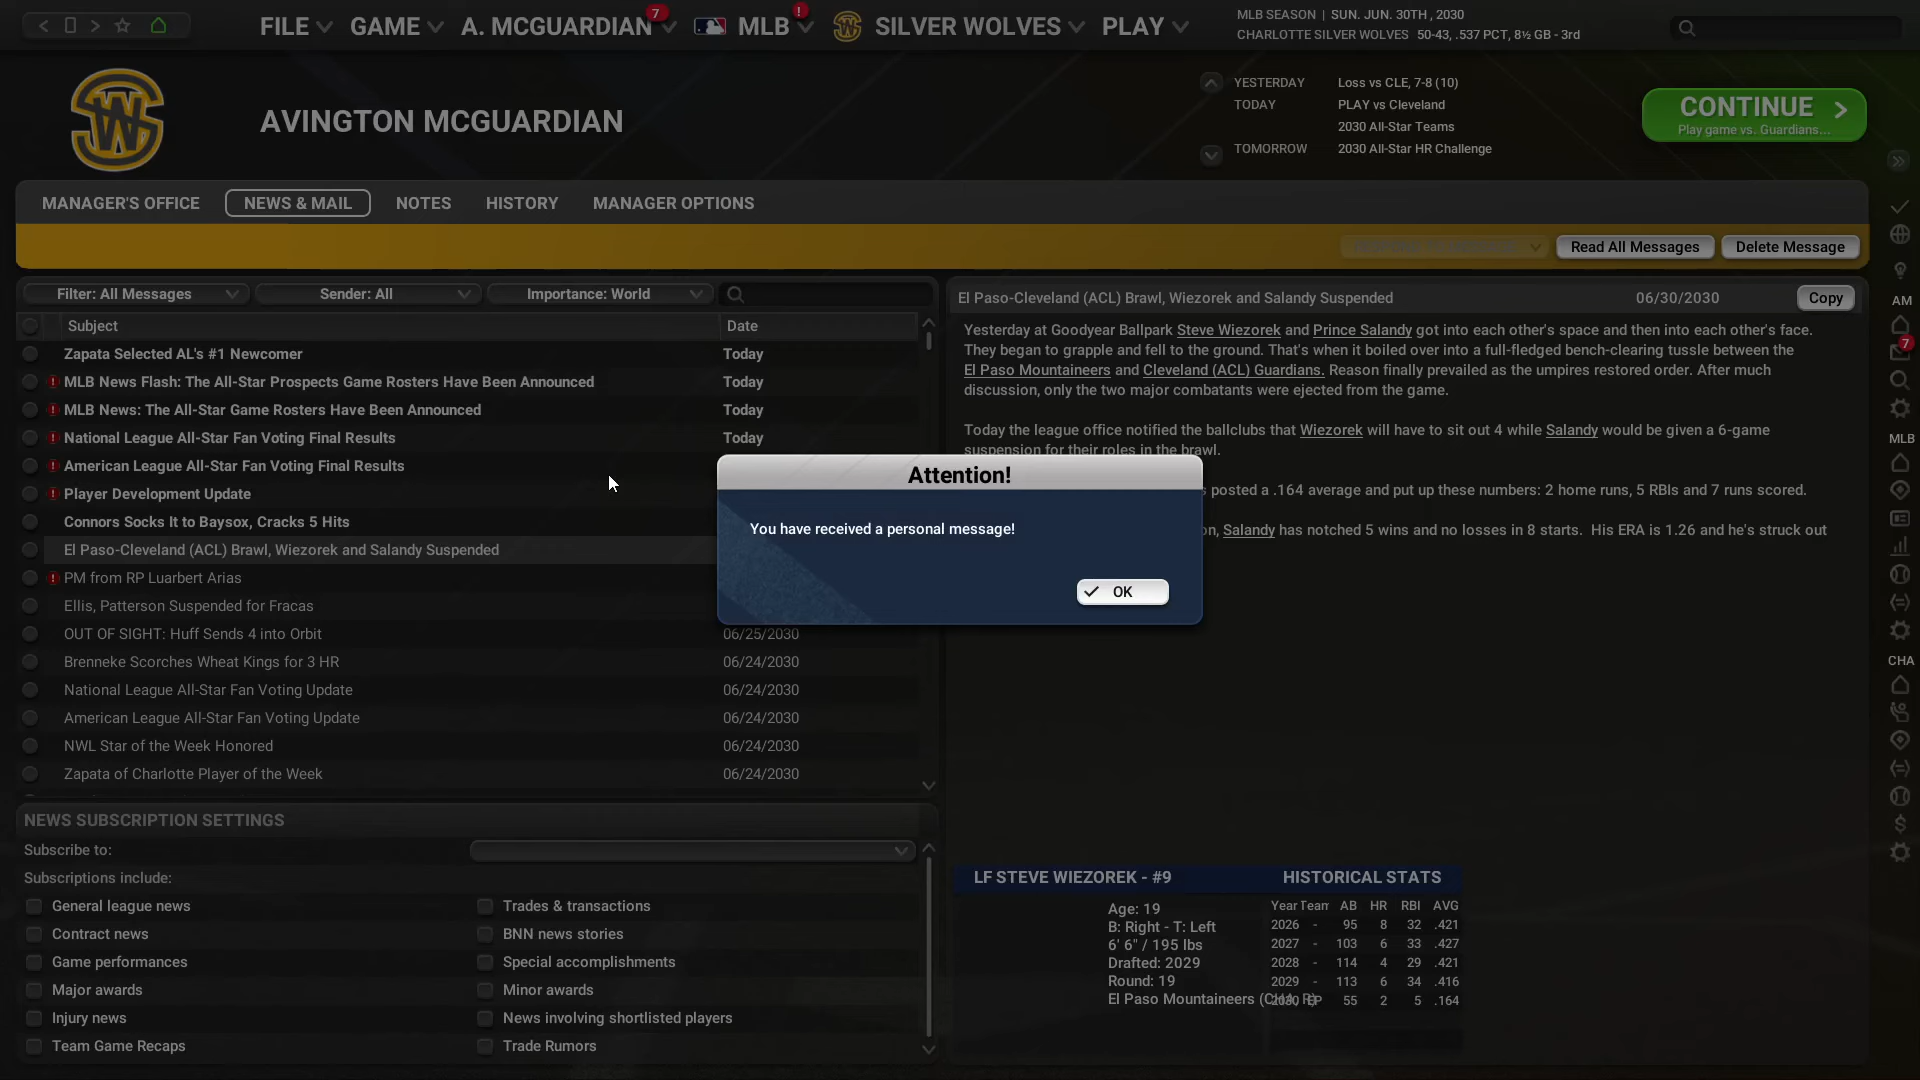 FILE
GAME
A. MCGUARDIAN
7
MLB
!
SILVER WOLVES
PLAY
MLB SEASON | SUN. JUN. 30TH , 2030
CHARLOTTE SILVER WOLVES 50-43, .537 PCT, 8½ GB - 3rd
AVINGTON MCGUARDIAN
YESTERDAY Loss vs CLE, 7-8 (10)
TODAY PLAY vs Cleveland
2030 All-Star Teams
TOMORROW 2030 All-Star HR Challenge
CONTINUE
Play game vs. Guardians...
MANAGER'S OFFICE
NEWS & MAIL
NOTES
HISTORY
MANAGER OPTIONS
Read All Messages
Delete Message
Filter: All Messages
Sender: All
Importance: World
Subject Date
Zapata Selected AL's #1 Newcomer Today
! MLB News Flash: The All-Star Prospects Game Rosters Have Been Announced Today
! MLB News: The All-Star Game Rosters Have Been Announced Today
! National League All-Star Fan Voting Final Results Today
! American League All-Star Fan Voting Final Results
! Player Development Update
Connors Socks It to Baysox, Cracks 5 Hits
El Paso-Cleveland (ACL) Brawl, Wiezorek and Salandy Suspended
! PM from RP Luarbert Arias
Ellis, Patterson Suspended for Fracas
OUT OF SIGHT: Huff Sends 4 into Orbit 06/25/2030
Brenneke Scorches Wheat Kings for 3 HR 06/24/2030
National League All-Star Fan Voting Update 06/24/2030
American League All-Star Fan Voting Update 06/24/2030
NWL Star of the Week Honored 06/24/2030
Zapata of Charlotte Player of the Week 06/24/2030
El Paso-Cleveland (ACL) Brawl, Wiezorek and Salandy Suspended 06/30/2030
Copy
Yesterday at Goodyear Ballpark Steve Wiezorek and Prince Salandy got into each other's space and then into each other's face.
They began to grapple and fell to the ground. That's when it boiled over into a full-fledged bench-clearing tussle between the
El Paso Mountaineers and Cleveland (ACL) Guardians. Reason finally prevailed as the umpires restored order. After much
discussion, only the two major combatants were ejected from the game.
Today the league office notified the ballclubs that Wiezorek will have to sit out 4 while Salandy would be given a 6-game
suspension for their roles in the brawl.
posted a .164 average and put up these numbers: 2 home runs, 5 RBIs and 7 runs scored.
Salandy has notched 5 wins and no losses in 8 starts. His ERA is 1.26 and he's struck out
Attention!
You have received a personal message!
OK
NEWS SUBSCRIPTION SETTINGS
Subscribe to:
Subscriptions include:
General league news Trades & transactions
Contract news BNN news stories
Game performances Special accomplishments
Major awards Minor awards
Injury news News involving shortlisted players
Team Game Recaps Trade Rumors
LF STEVE WIEZOREK - #9
Age: 19
B: Right - T: Left
6' 6" / 195 lbs
Drafted: 2029
Round: 19
El Paso Mountaineers
HISTORICAL STATS
Year Team AB HR RBI AVG
2026 - 95 8 32 .421
2027 - 103 6 33 .427
2028 - 114 4 29 .421
2029 - 113 6 34 .416
2030 EP 55 2 5 .164
AM
7
MLB
CHA